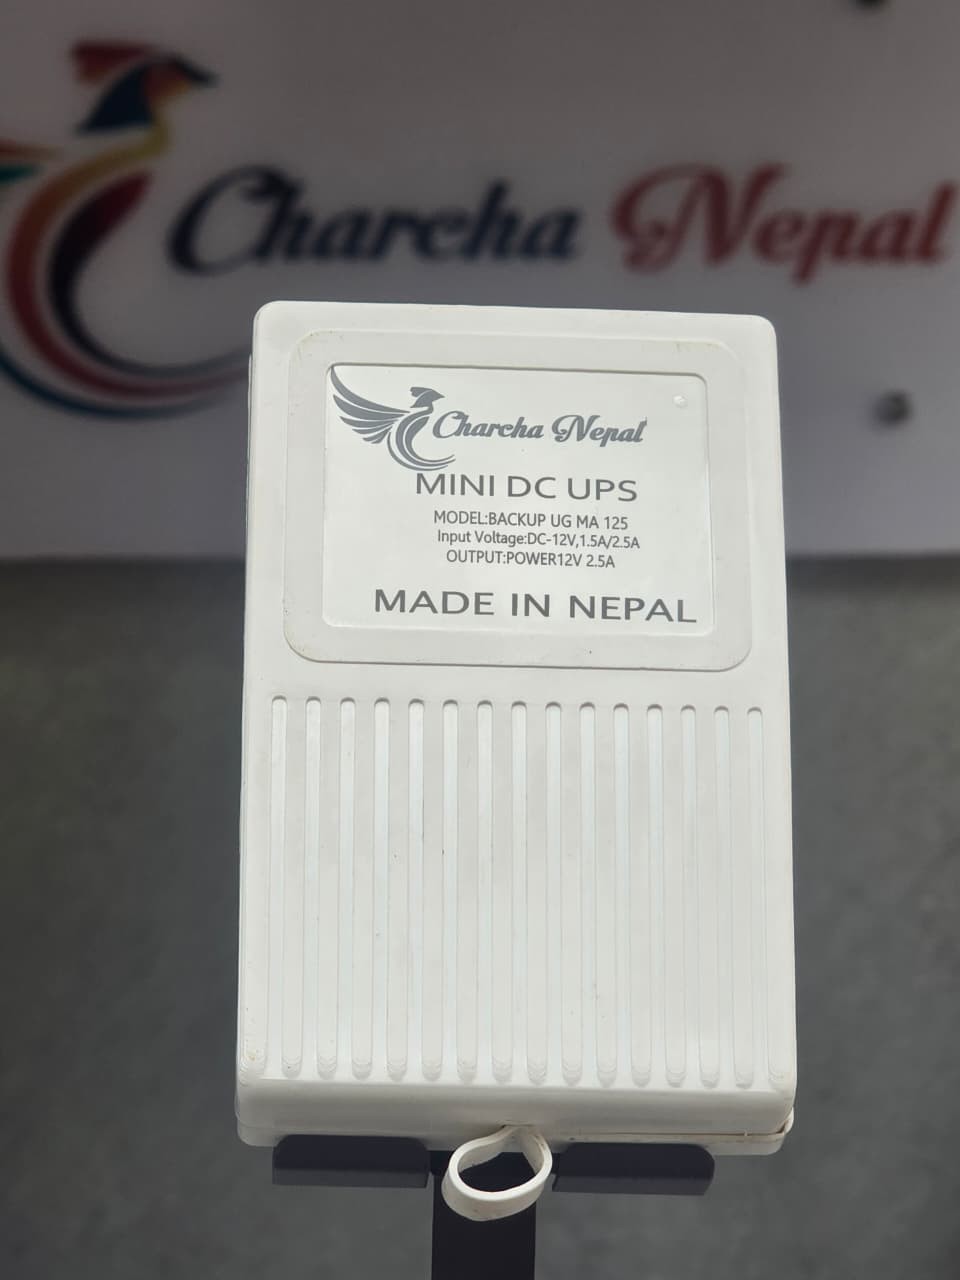 Charcha Nepal
Charcha Nepal
MINI DC UPS
MODEL:BACKUP UG MA 125
Input Voltage:DC-12V,1.5A/2.5A
OUTPUT:POWER12V 2.5A
MADE IN NEPAL